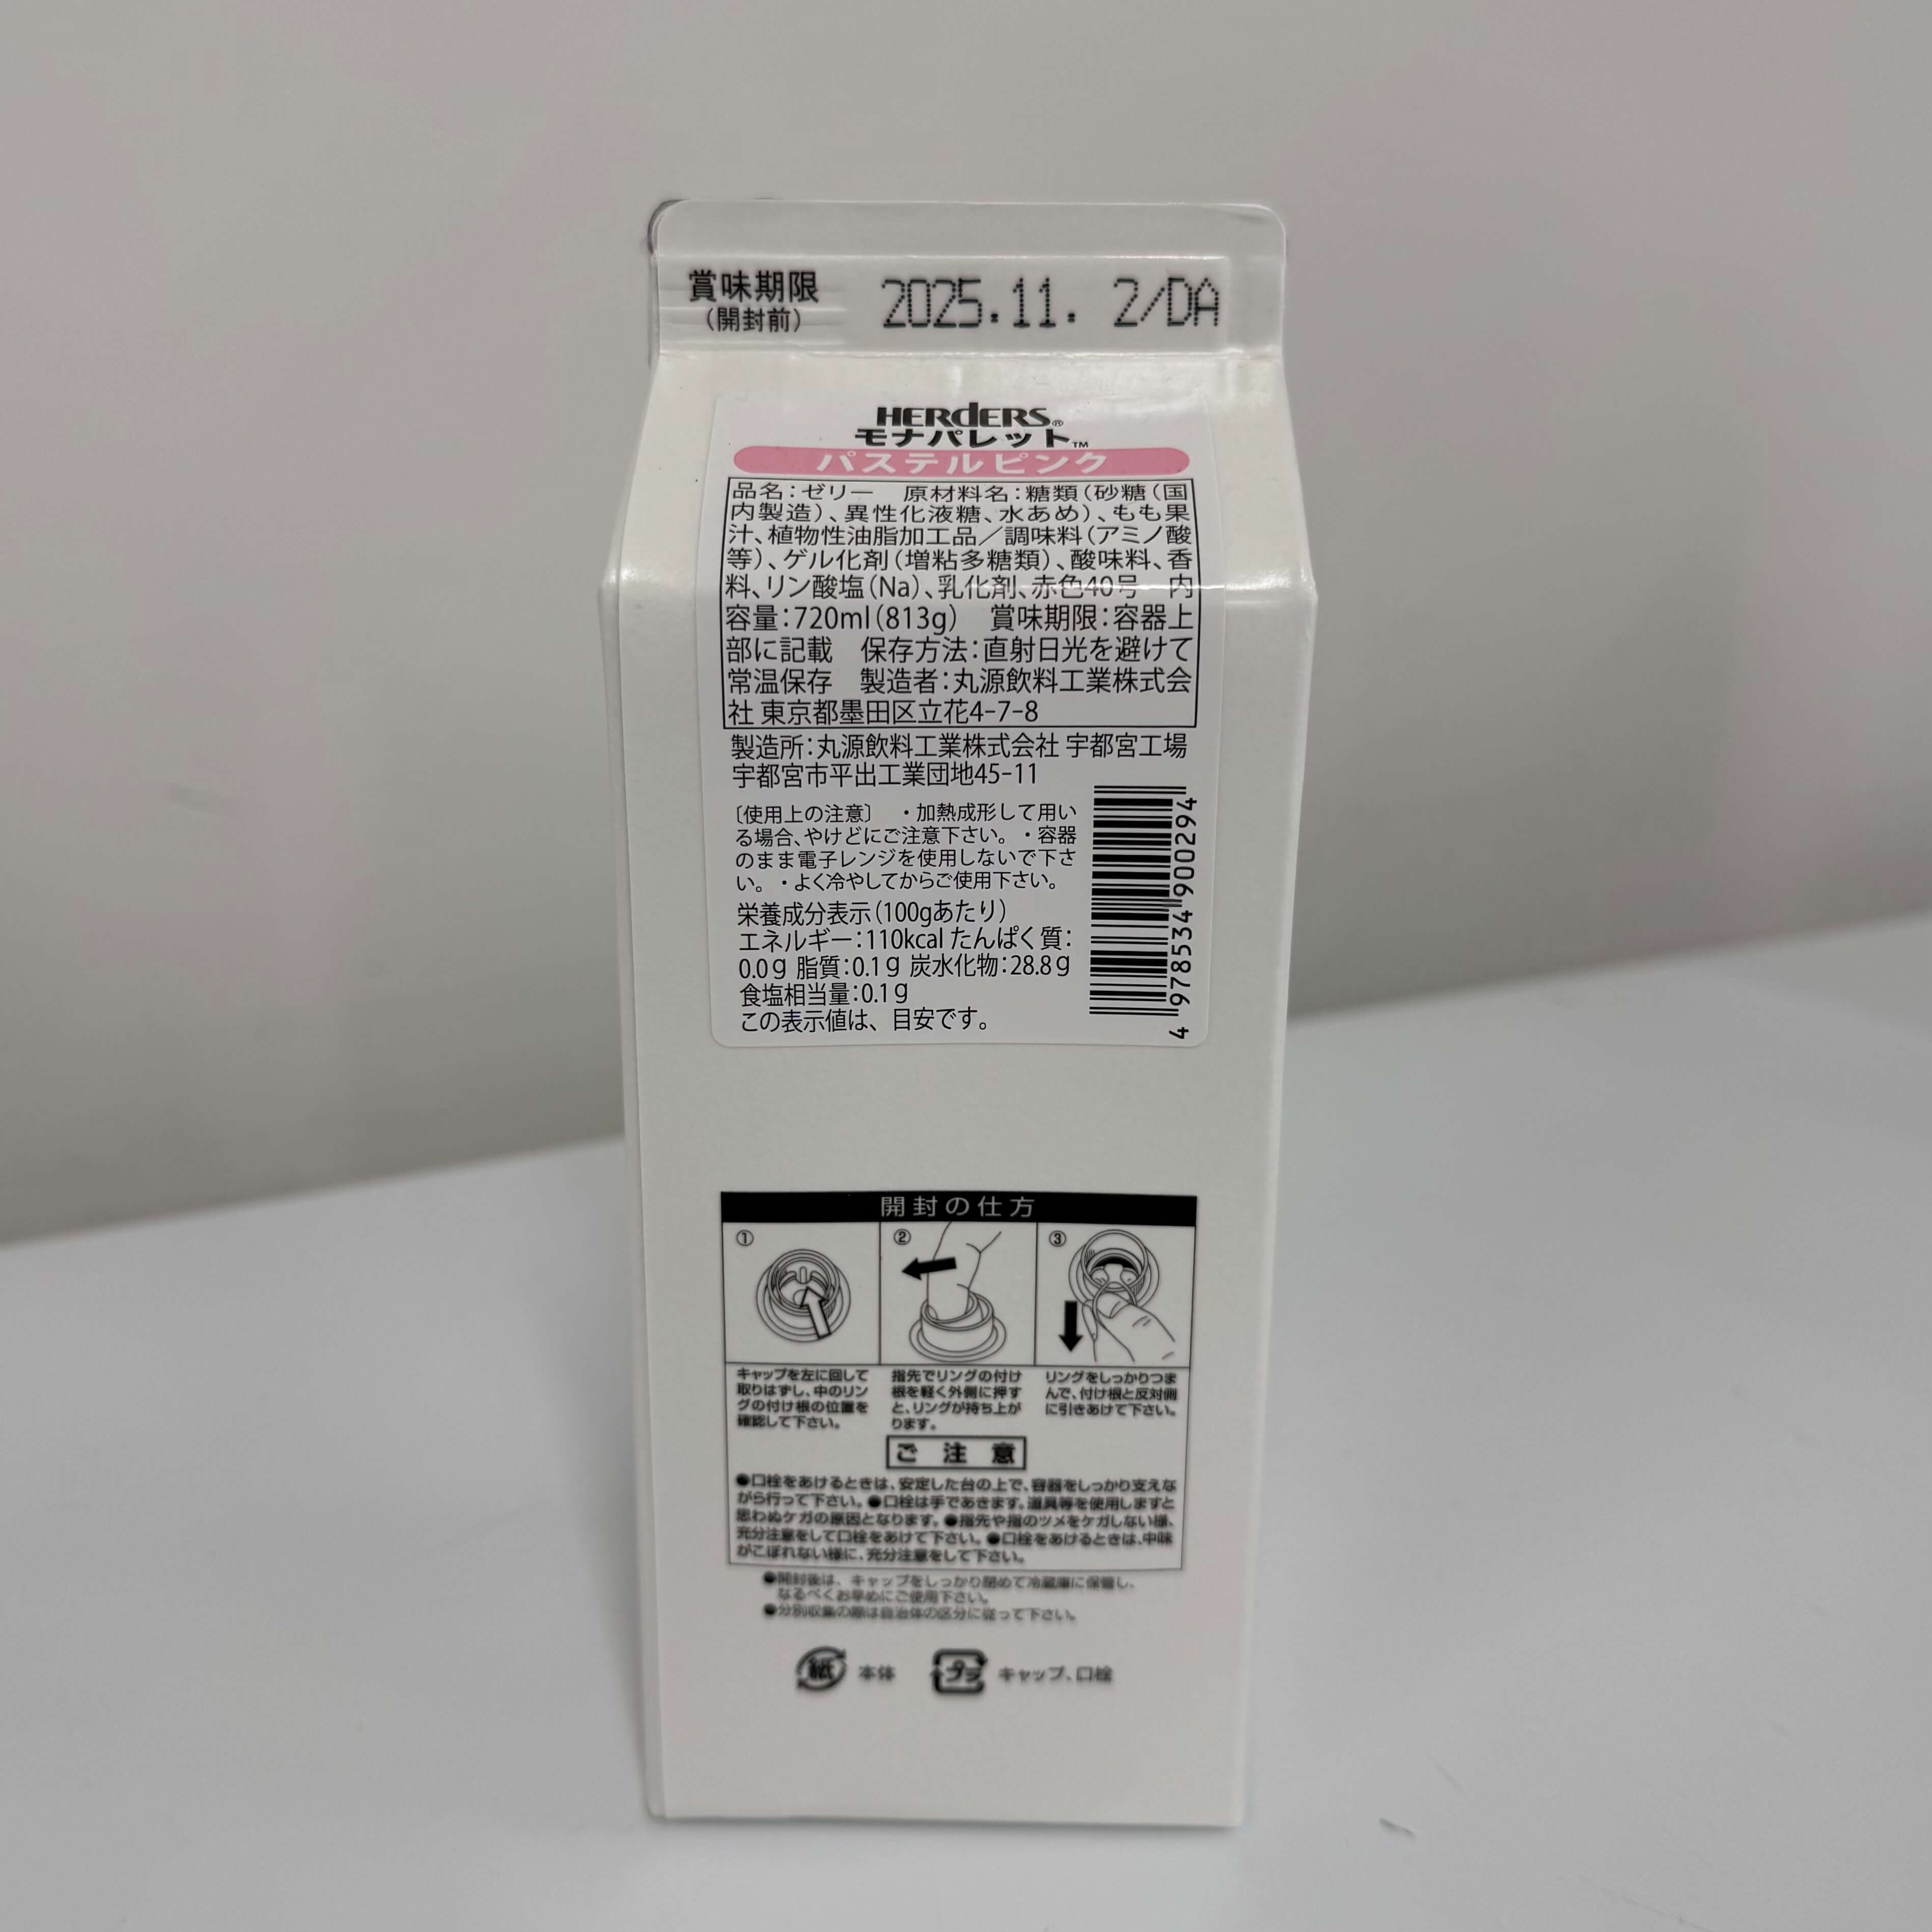 賞味期限
(開封前)
2025.11. 2/DA
HERdERS®
モナパレット™
パステルピンク
品名:ゼリー 原材料名:糖類(砂糖(国
内製造)、異性化液糖、水あめ)、もも果
汁、植物性油脂加工品/調味料(アミノ酸
等)、ゲル化剤(増粘多糖類)、酸味料、香
料、リン酸塩(Na)、乳化剤、赤色40号 内
容量:720ml(813g) 賞味期限:容器上
部に記載 保存方法:直射日光を避けて
常温保存 製造者:丸源飲料工業株式会
社 東京都墨田区立花4-7-8
製造所:丸源飲料工業株式会社 宇都宮工場
宇都宮市平出工業団地45-11
〔使用上の注意〕 ・加熱成形して用い
る場合、やけどにご注意下さい。・容器
のまま電子レンジを使用しないで下さ
い。・よく冷やしてからご使用下さい。
栄養成分表示(100gあたり)
エネルギー:110kcal たんぱく質:
0.0g 脂質:0.1g 炭水化物:28.8g
食塩相当量:0.1g
この表示値は、目安です。
4 978534 900294
開封の仕方
①
キャップを左に回して
取りはずし、中のリン
グの付け根の位置を
確認して下さい。
②
指先でリングの付け
根を軽く外側に押す
と、リングが持ち上が
ります。
③
リングをしっかりつま
んで、付け根と反対側
に引きあけて下さい。
ご注意
●口栓をあけるときは、安定した台の上で、容器をしっかり支えな
がら行って下さい。●口栓は手であきます。道具等を使用しますと
思わぬケガの原因となります。●指先や指のツメをケガしない様、
充分注意をして口栓をあけて下さい。●口栓をあけるときは、中味
がこぼれない様に、充分注意をして下さい。
●開封後は、キャップをしっかり閉めて冷蔵庫に保管し、
なるべくお早めにご使用下さい。
●分別収集の際は自治体の区分に従って下さい。
紙 本体 プラ キャップ、口栓